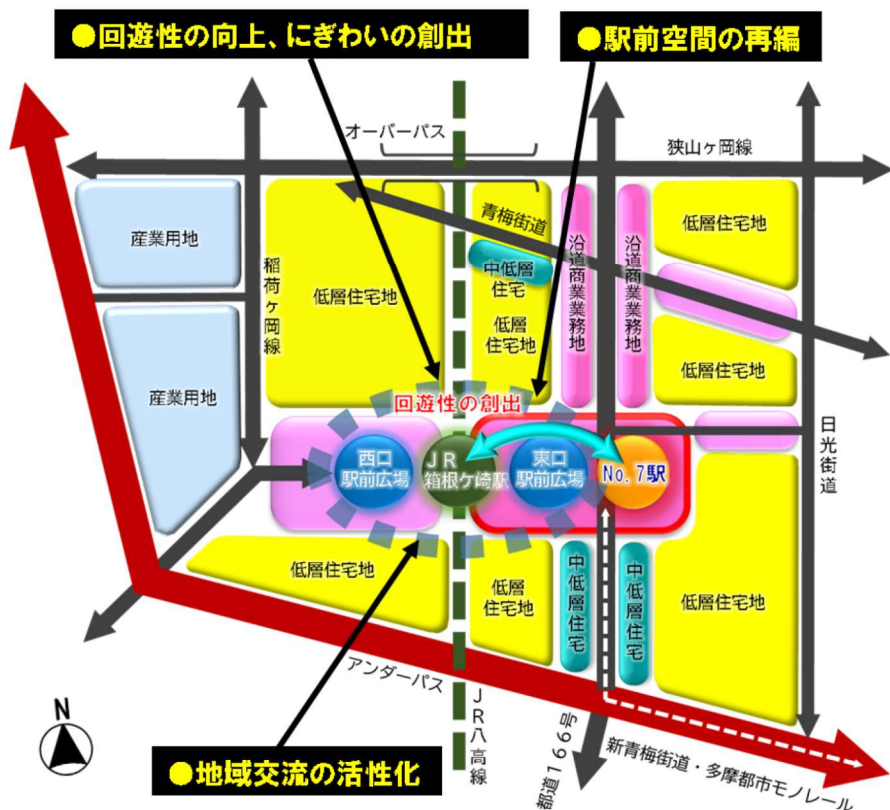 ●回遊性の向上、にぎわいの創出
●駅前空間の再編
オーバーパス
狭山ヶ岡線
青梅街道
産業用地
稲荷ヶ岡線
低層住宅地
中低層
住宅
低層
住宅地
沿道商業業務地
沿道商業業務地
低層住宅地
低層住宅地
産業用地
日光街道
回遊性の創出
西口
駅前広場
JR
箱根ケ崎駅
東口
駅前広場
No.7駅
低層住宅地
低層
住宅地
中低層住宅
中低層住宅
低層住宅地
アンダーパス
JR八高線
都道166号
新青梅街道・多摩都市モノレール
N
●地域交流の活性化